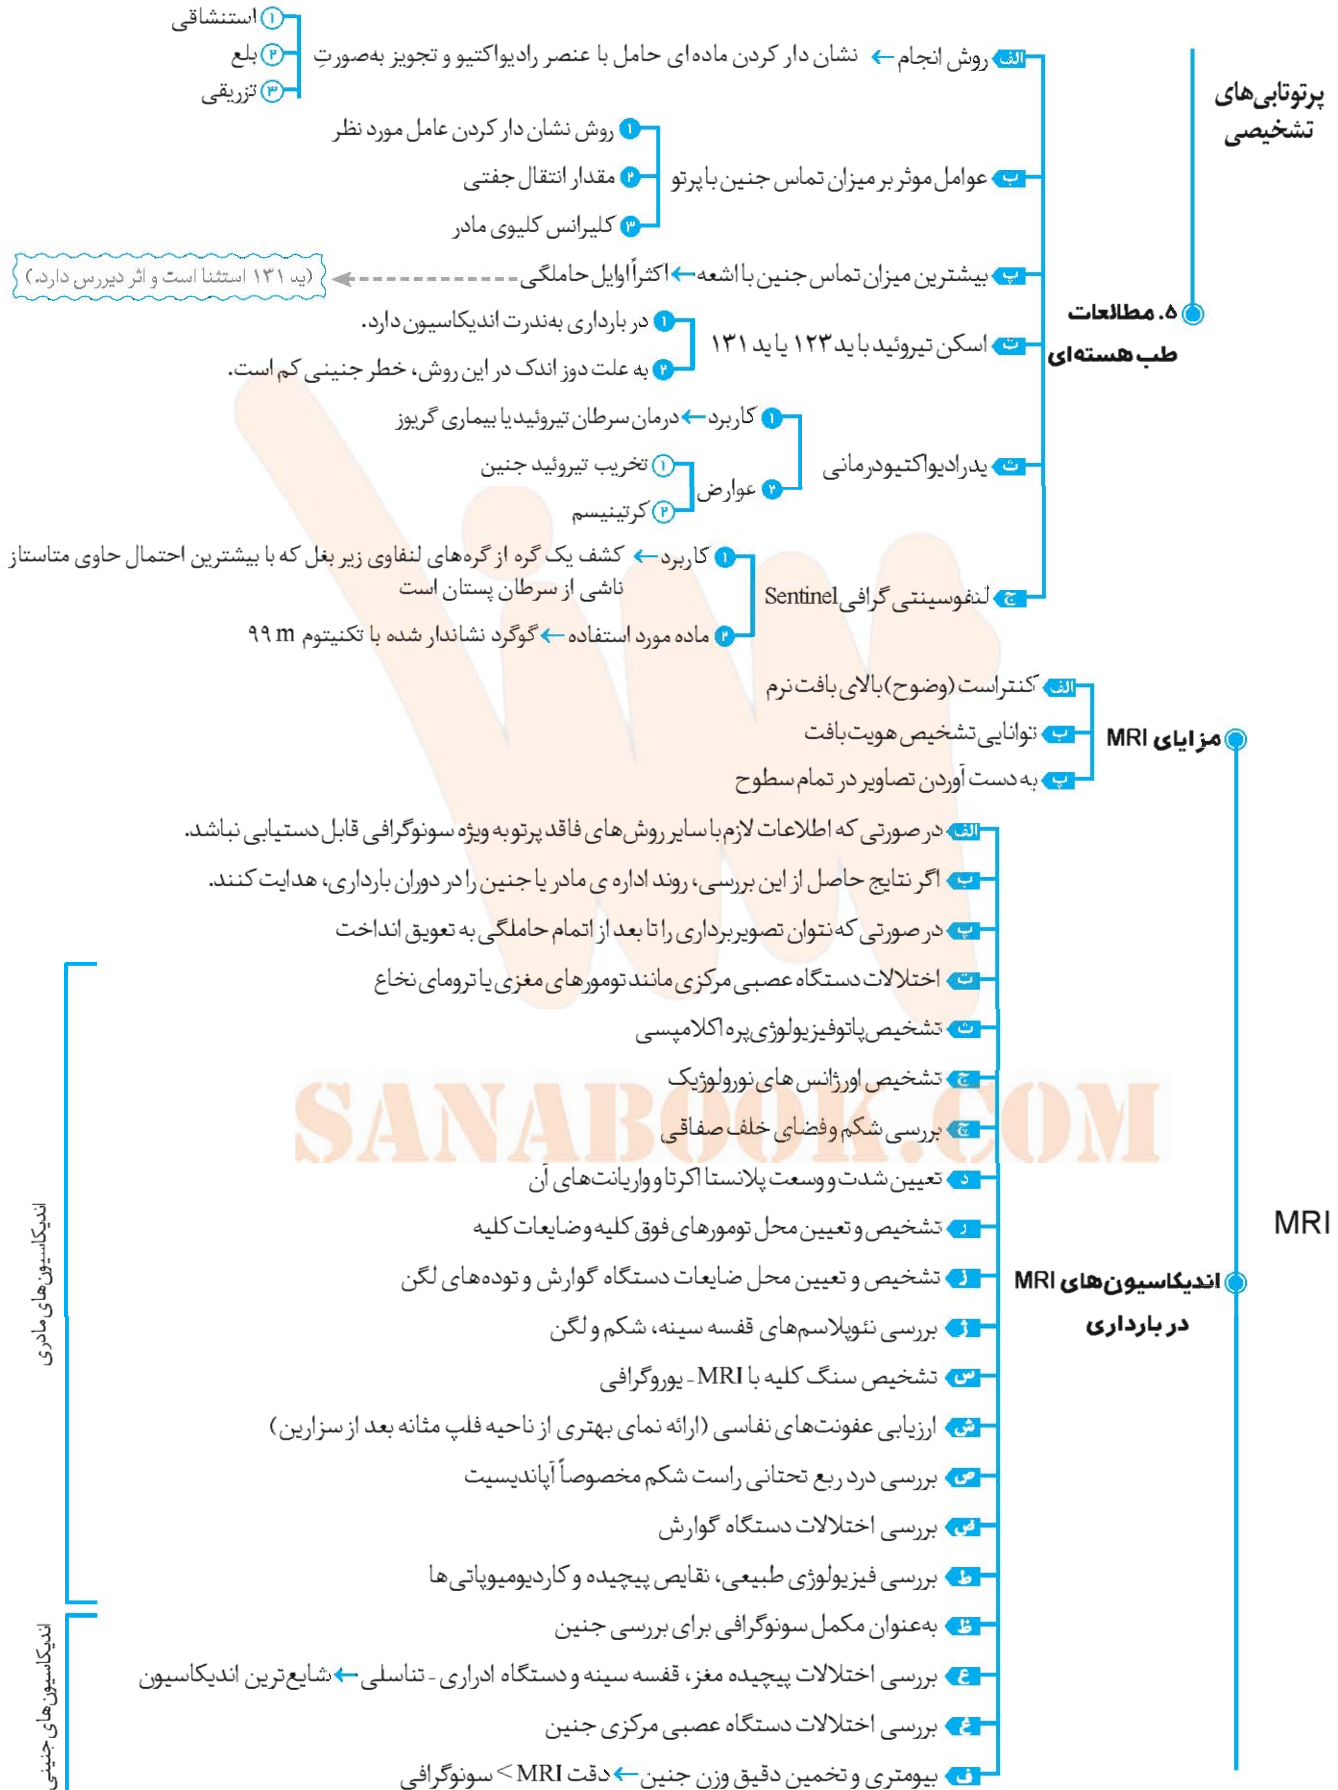 پرتوتابی‌های
تشخیصی
۵. مطالعات
طب هسته‌ای
الف روش انجام ← نشان دار کردن ماده‌ای حامل با عنصر رادیواکتیو و تجویز به‌صورتِ
۱ استنشاقی
۲ بلع
۳ تزریقی
ب عوامل موثر بر میزان تماس جنین با پرتو
۱ روش نشان دار کردن عامل مورد نظر
۲ مقدار انتقال جفتی
۳ کلیرانس کلیوی مادر
پ بیشترین میزان تماس جنین با اشعه ← اکثراً اوایل حاملگی
(ید ۱۳۱ استثنا است و اثر دیررس دارد.)
ت اسکن تیروئید با ید ۱۲۳ یا ید ۱۳۱
۱ در بارداری به‌ندرت اندیکاسیون دارد.
۲ به علت دوز اندک در این روش، خطر جنینی کم است.
ث یدرادیواکتیودرمانی
۱ کاربرد ← درمان سرطان تیروئید یا بیماری گریوز
۲ عوارض
۱ تخریب تیروئید جنین
۲ کرتینیسم
ج لنفوسینتی گرافی Sentinel
۱ کاربرد ← کشف یک گره از گره‌های لنفاوی زیر بغل که با بیشترین احتمال حاوی متاستاز
ناشی از سرطان پستان است
۲ ماده مورد استفاده ← گوگرد نشاندار شده با تکنیتوم ۹۹ m
MRI
مزایای MRI
الف کنتراست (وضوح) بالای بافت نرم
ب توانایی تشخیص هویت بافت
پ به دست آوردن تصاویر در تمام سطوح
اندیکاسیون‌های MRI
در بارداری
الف در صورتی که اطلاعات لازم با سایر روش‌های فاقد پرتو به ویژه سونوگرافی قابل دستیابی نباشد.
ب اگر نتایج حاصل از این بررسی، روند اداره ی مادر یا جنین را در دوران بارداری، هدایت کنند.
پ در صورتی که نتوان تصویربرداری را تا بعد از اتمام حاملگی به تعویق انداخت
اندیکاسیون‌های مادری
ت اختلالات دستگاه عصبی مرکزی مانند تومورهای مغزی یا ترومای نخاع
ث تشخیص پاتوفیزیولوژی پره اکلامپسی
ج تشخیص اورژانس های نورولوژیک
چ بررسی شکم و فضای خلف صفاقی
د تعیین شدت و وسعت پلانستا اکرتا و واریانت‌های آن
ر تشخیص و تعیین محل تومورهای فوق کلیه و ضایعات کلیه
ز تشخیص و تعیین محل ضایعات دستگاه گوارش و توده‌های لگن
ژ بررسی نئوپلاسم‌های قفسه سینه، شکم و لگن
س تشخیص سنگ کلیه با MRI - یوروگرافی
ش ارزیابی عفونت‌های نفاسی (ارائه نمای بهتری از ناحیه فلپ مثانه بعد از سزارین)
ص بررسی درد ربع تحتانی راست شکم مخصوصاً آپاندیسیت
ض بررسی اختلالات دستگاه گوارش
ط بررسی فیزیولوژی طبیعی، نقایص پیچیده و کاردیومیوپاتی ها
اندیکاسیون‌های جنینی
ظ به‌عنوان مکمل سونوگرافی برای بررسی جنین
ع بررسی اختلالات پیچیده مغز، قفسه سینه و دستگاه ادراری - تناسلی ← شایع‌ترین اندیکاسیون
غ بررسی اختلالات دستگاه عصبی مرکزی جنین
ف بیومتری و تخمین دقیق وزن جنین ← دقت MRI > سونوگرافی
SANABOOK.COM